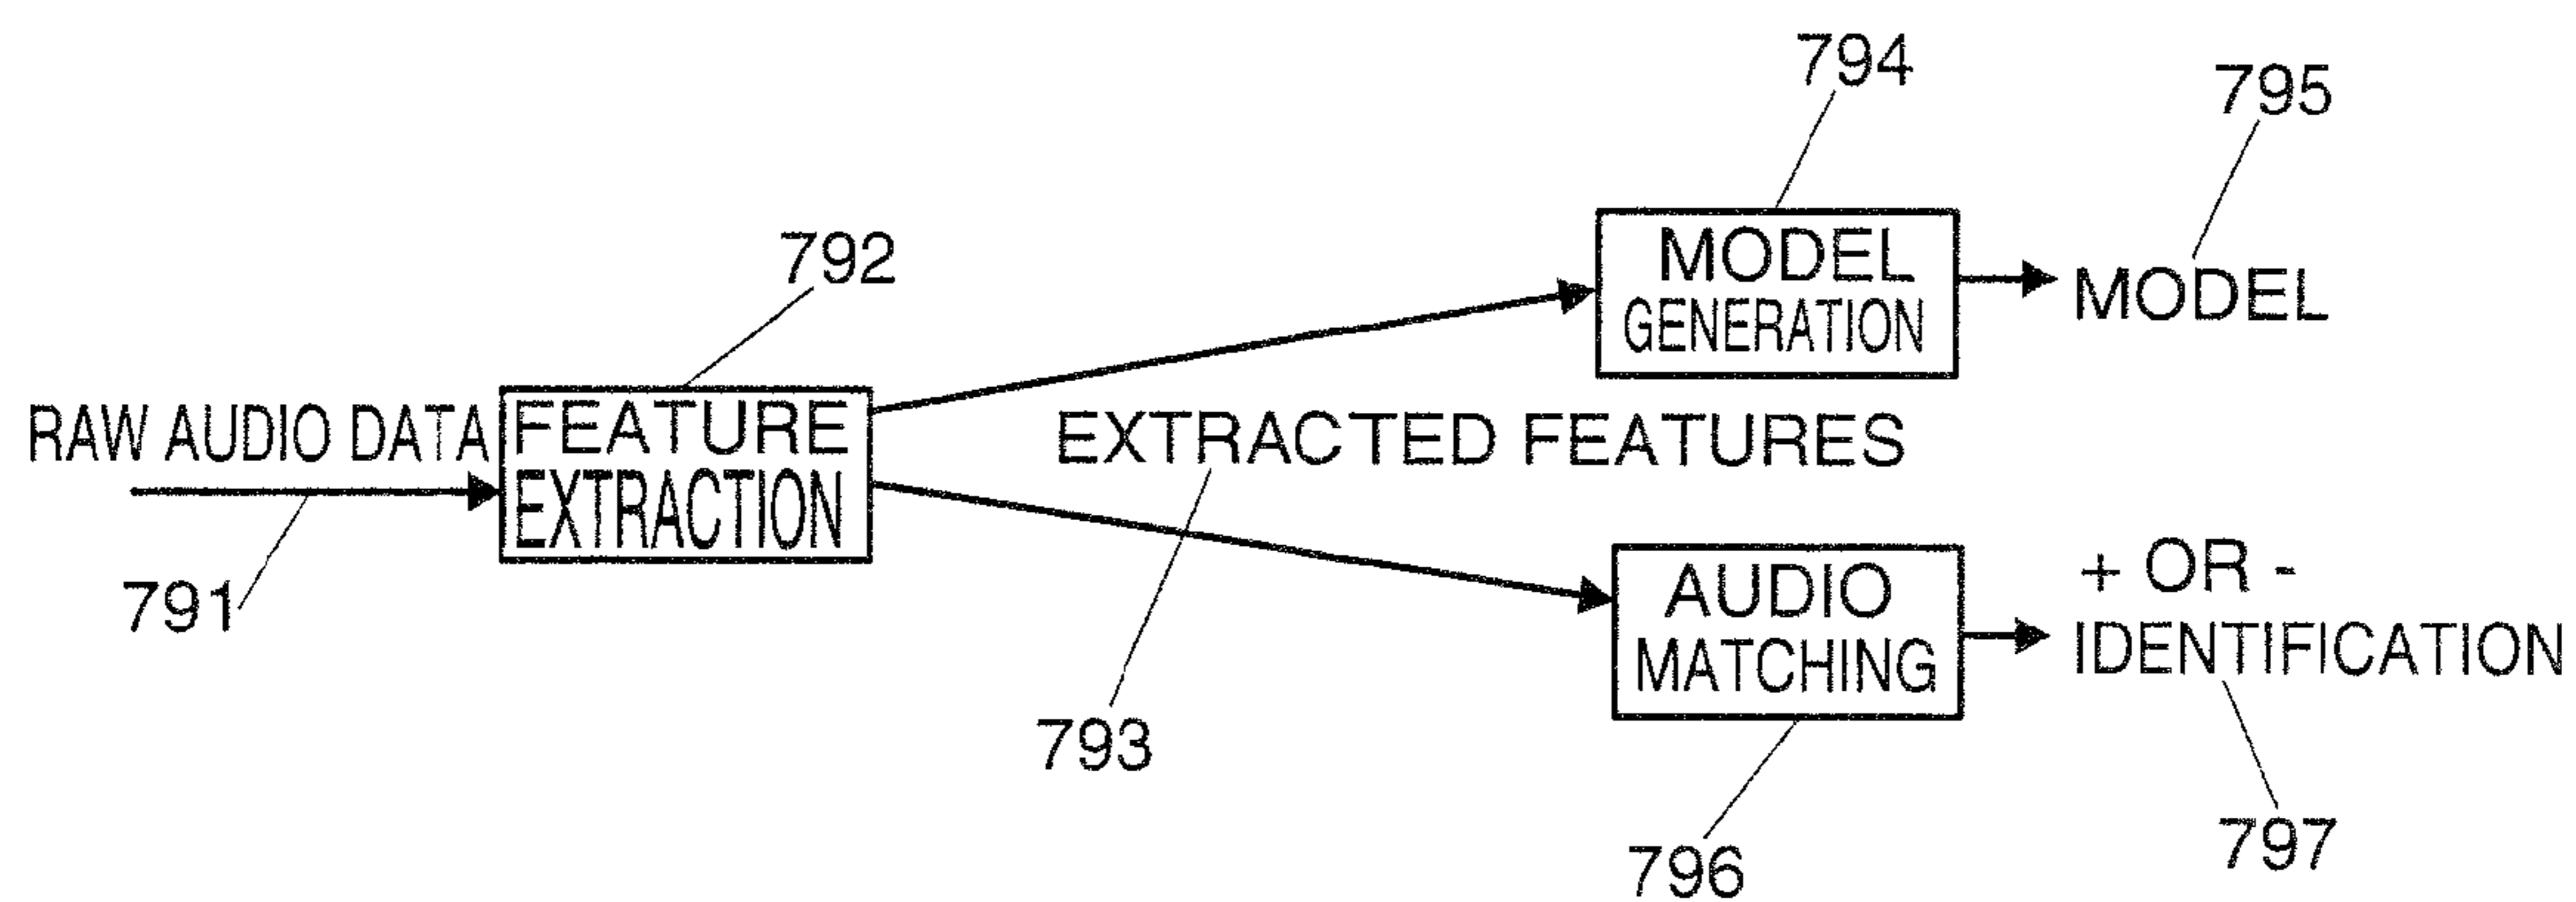 794
795
792
MODEL
GENERATION
MODEL
RAW AUDIO DATA
FEATURE
EXTRACTION
EXTRACTED FEATURES
791
793
AUDIO
MATCHING
+ OR -
IDENTIFICATION
796
797